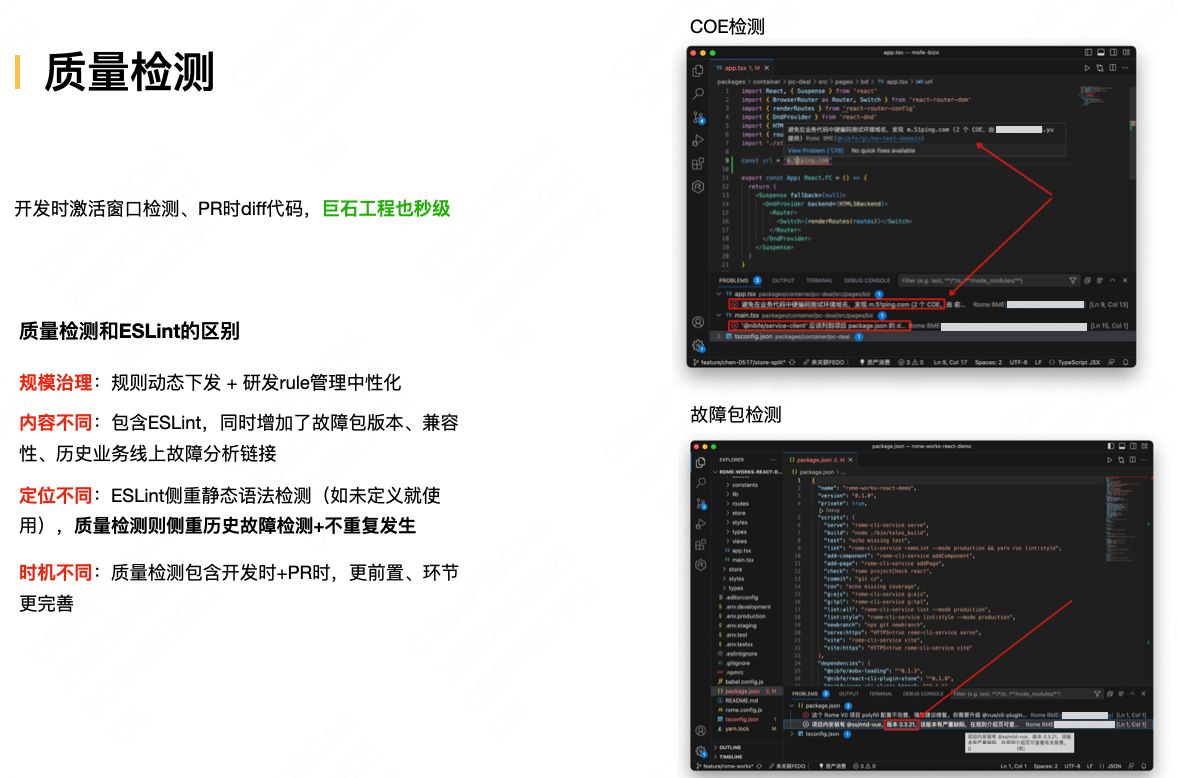 质量检测
开发时激活窗口检测、PR时diff代码，巨石工程也秒级
质量检测和ESLint的区别
规模治理：规则动态下发 + 研发rule管理中性化
内容不同：包含ESLint，同时增加了故障包版本、兼容
性、历史业务线上故障分析链接
定位不同：ESLint侧重静态语法检测（如未定义就使
用），质量检测则侧重历史故障检测+不重复发生
时机不同：质量检测包含开发时+PR时，更前置、环节
更完善
COE检测
app.tsx — msfe-bizx
TS app.tsx 1, M
packages > container > pc-deal > src > pages > bd > TS app.tsx > url
1 import React, { Suspense } from 'react'
2 import { BrowserRouter as Router, Switch } from 'react-router-dom'
3 import { renderRoutes } from 'react-router-config'
4 import { DndProvider } from 'react-dnd'
5 import { HTM
6 import { rou
7 import './st
避免在业务代码中硬编码测试环境域名，发现 m.51ping.com (2 个 COE，由 .yu
提供) Rome BME(@nibfe/gc/no-test-domain)
View Problem (⌥F8) No quick fixes available
8
9 const url = 'm.51ping.com'
10
11 export const App: React.FC = () => {
12 return (
13 <Suspense fallback={null}>
14 <DndProvider backend={HTML5Backend}>
15 <Router>
16 <Switch>{renderRoutes(routes)}</Switch>
17 </Router>
18 </DndProvider>
19 </Suspense>
20 )
21 }
PROBLEMS 3 OUTPUT TERMINAL DEBUG CONSOLE Filter (e.g. text, **/*.ts, !**/node_modules/**)
TS app.tsx packages/container/pc-deal/src/pages/bd 1
避免在业务代码中硬编码测试环境域名，发现 m.51ping.com (2 个 COE， 由 俞... Rome BME [Ln 9, Col 13]
TS main.tsx packages/container/pc-deal/src/pages/bd 1
'@nibfe/service-client' 应该列到项目 package.json 的 d... Rome BME [Ln 15, Col 1]
tsconfig.json packages/container/pc-deal 1
feature/chen-0517/store-split* 未关联FEDO 资产消费 3 0 Ln 9, Col 17 Spaces: 2 UTF-8 LF TypeScript JSX
故障包检测
package.json — rome-works-react-demo
EXPLORER
ROME-WORKS-REACT-D...
constants
lib
routes
store
styles
types
views
TS app.tsx
TS main.tsx
store
styles
types
.editorconfig
.env.development
.env.production
.env.staging
.env.test
.env.testxx
.eslintignore
.gitignore
.npmrc
babel.config.js
package.json 2, M
README.md
rome.config.js
tsconfig.json 1
yarn.lock M
OUTLINE
TIMELINE
package.json 2, M
package.json > ...
1 {
2 "name": "rome-works-react-demo",
3 "version": "0.1.0",
4 "private": true,
Debug
5 "scripts": {
6 "serve": "rome-cli-service serve",
7 "build": "node ./bin/talos_build",
8 "test": "echo missing test",
9 "lint": "rome-cli-service romeLint --mode production && yarn run lint:style",
10 "add-component": "rome-cli-service addComponent",
11 "add-page": "rome-cli-service addPage",
12 "check": "rome projectCheck react",
13 "commit": "git cz",
14 "cov": "echo missing coverage",
15 "g:ejs": "rome-cli-service g:ejs",
16 "g:tpl": "rome-cli-service g:tpl",
17 "lint:all": "rome-cli-service lint --mode production",
18 "lint:style": "rome-cli-service lint:style --mode production",
19 "newbranch": "npx git newbranch",
20 "serve:https": "HTTPS=true rome-cli-service serve",
21 "vite": "rome-cli-service vite",
22 "vite:https": "HTTPS=true rome-cli-service vite"
23 },
24 "dependencies": {
25 "@nibfe/mobx-loading": "^0.1.3",
26 "@nibfe/react-cli-plugin-stone": "^0.1.8",
PROBLEMS 3 OUTPUT TERMINAL DEBUG CONSOLE Filter (e.g. text, **/*.ts, !**/node_modules/**)
package.json 2
这个 Rome V0 项目 polyfill 配置不完善，强烈建议修复。你需要升级 @vue/cli-plugin... Rome BME [Ln 1, Col 1]
项目内安装有 @ss/mtd-vue，版本 0.3.21，该版本有严重缺陷，在规则介绍页可查... Rome BME [Ln 1, Col 1]
tsconfig.json 1
项目内安装有 @ss/mtd-vue，版本 0.3.21，该版
本有严重缺陷，在规则介绍页可查看有关背景。
feature/rome-works* 未关联FEDO 资产消费 3 0 Ln 1, Col 1 Spaces: 2 UTF-8 LF JSON